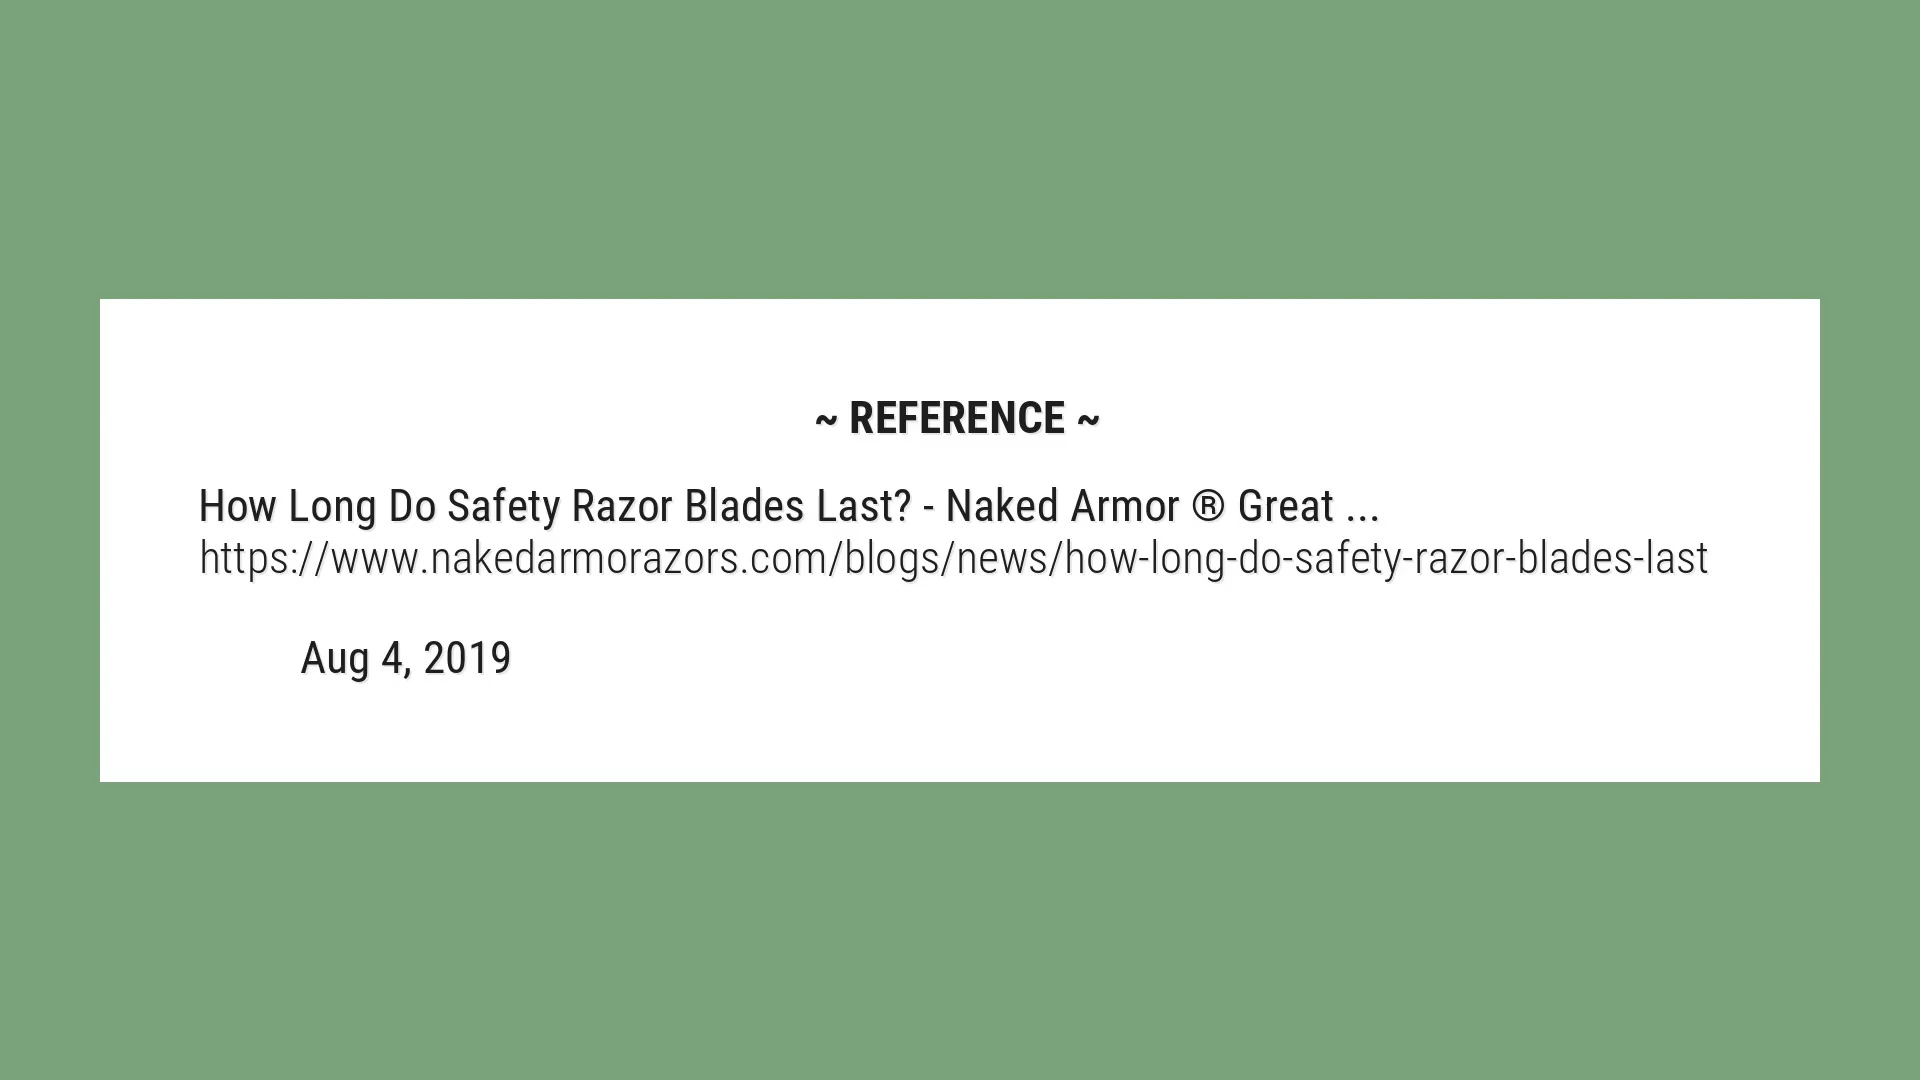 ~ REFERENCE ~
How Long Do Safety Razor Blades Last? - Naked Armor ® Great ...
https://www.nakedarmorazors.com/blogs/news/how-long-do-safety-razor-blades-last
Aug 4, 2019